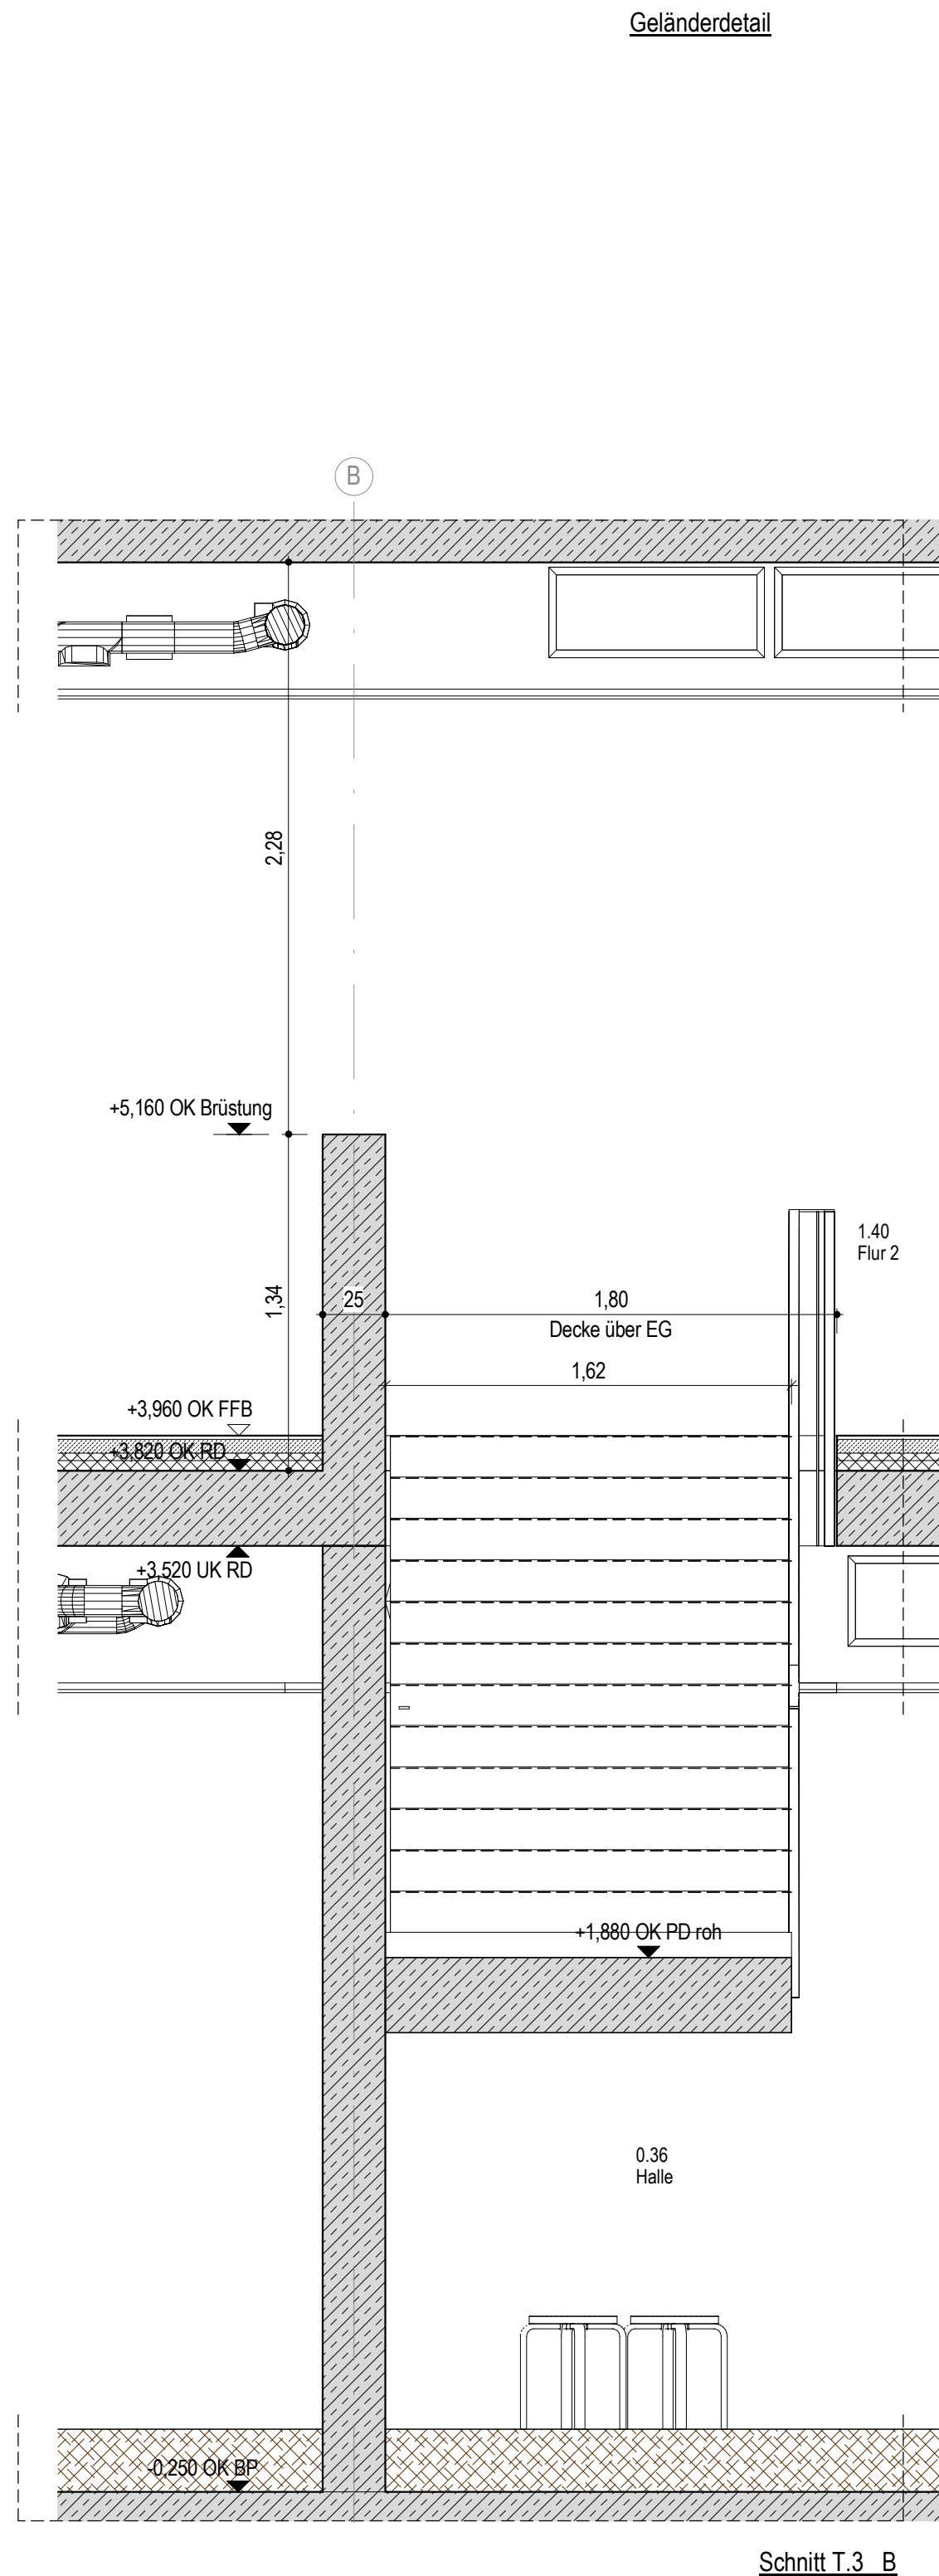 Geländerdetail
B
2,28
+5,160 OK Brüstung
1.40
Flur 2
1,34
25
1,80
Decke über EG
1,62
+3,960 OK FFB
+3,820 OK RD
+3,520 UK RD
+1,880 OK PD roh
0.36
Halle
-0,250 OK BP
Schnitt T.3_B